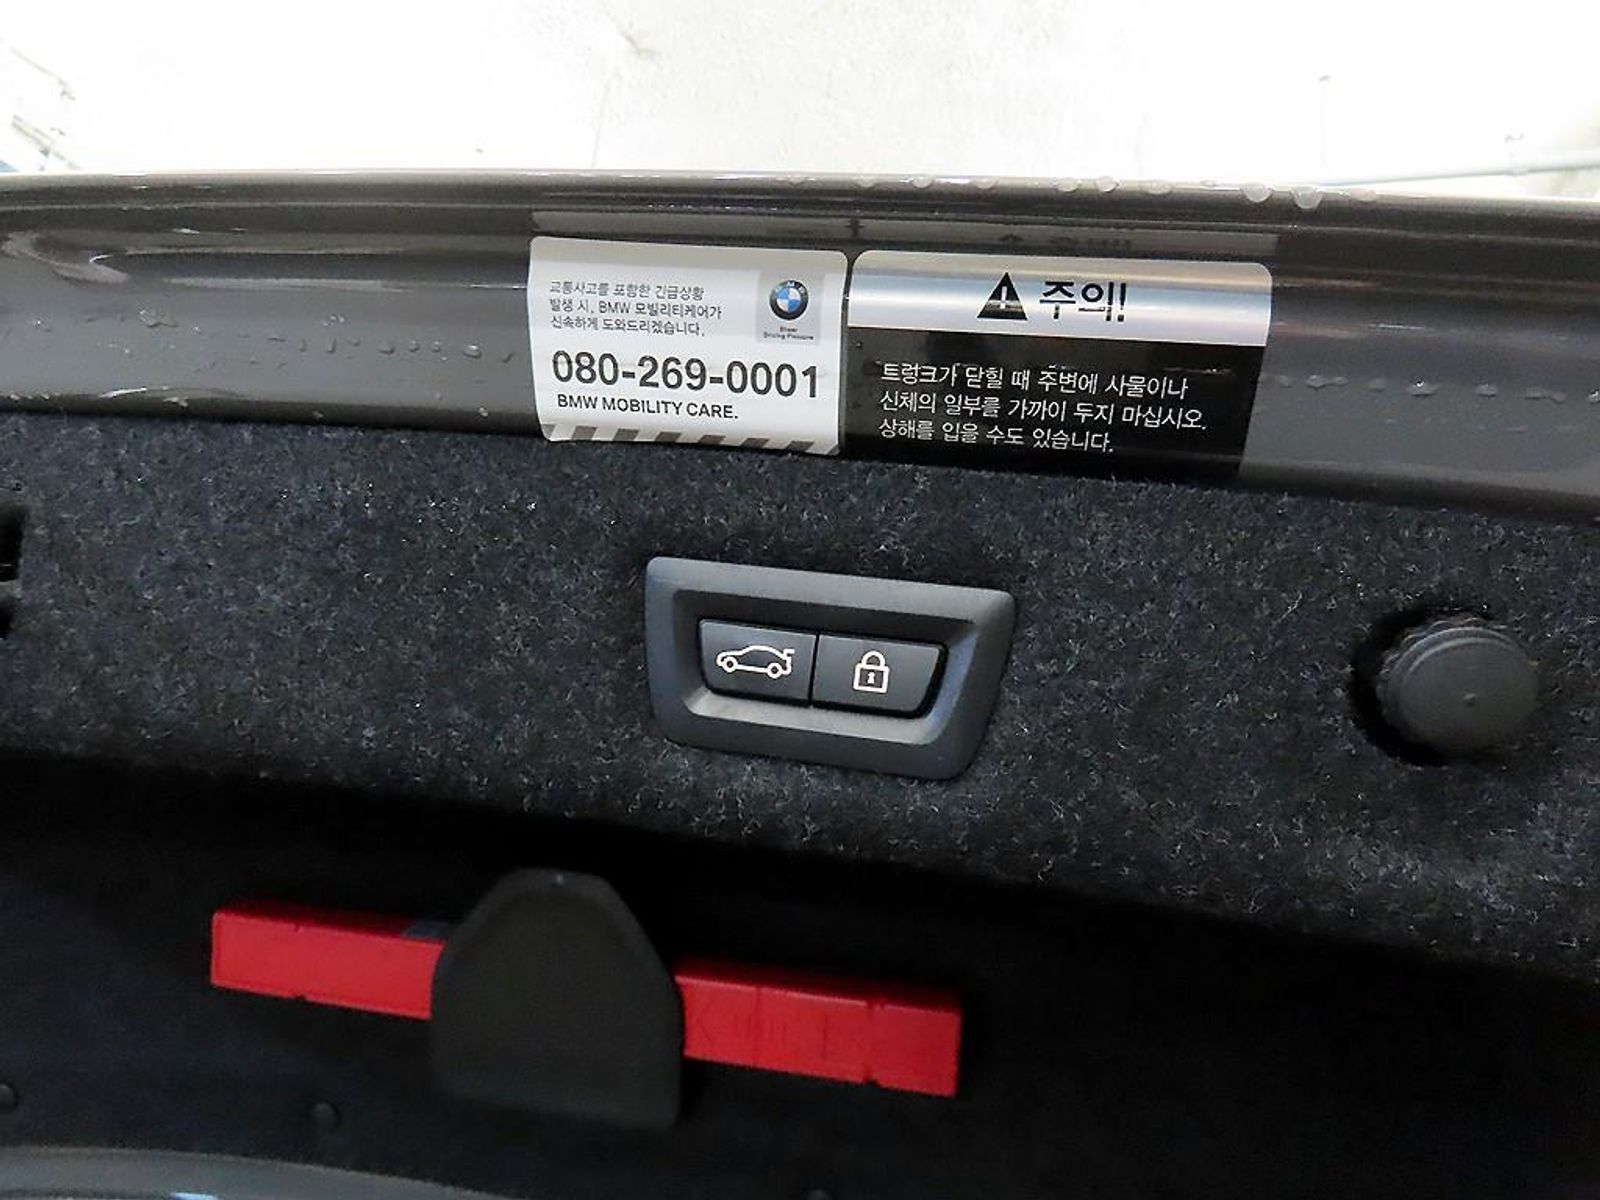 교통사고를 포함한 긴급상황
발생 시, BMW 모빌리티케어가
신속하게 도와드리겠습니다.
BMW
Sheer
Driving Pleasure
080-269-0001
BMW MOBILITY CARE.
주의!
트렁크가 닫힐 때 주변에 사물이나
신체의 일부를 가까이 두지 마십시오.
상해를 입을 수도 있습니다.